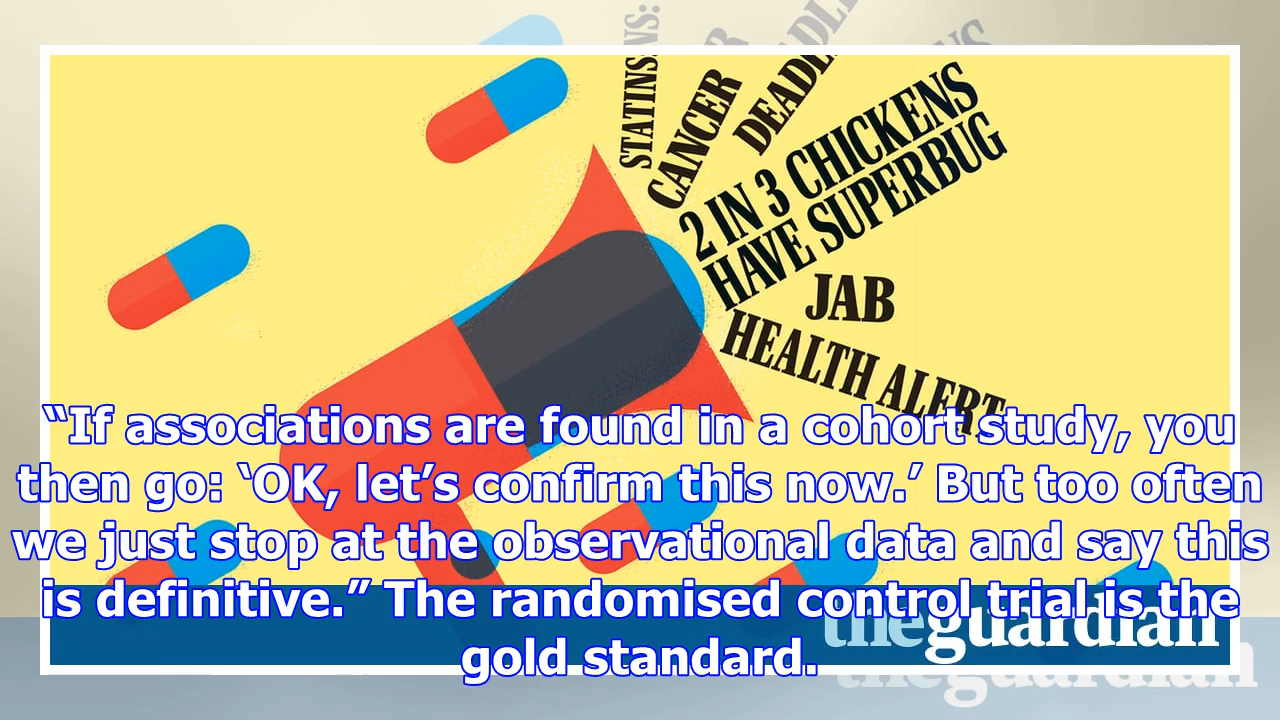 STATINS:
CANCER
DEADLY
2 IN 3 CHICKENS
HAVE SUPERBUG
JAB
HEALTH ALERT
“If associations are found in a cohort study, you
then go: ‘OK, let’s confirm this now.’ But too often
we just stop at the observational data and say this
is definitive.” The randomised control trial is the
gold standard.
theguardian
theguardian